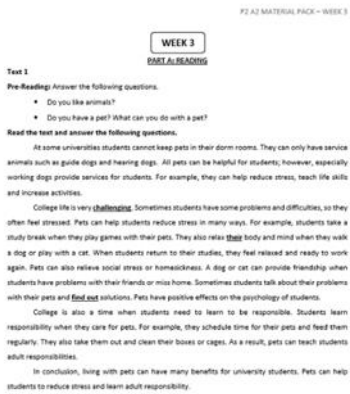 P2 A2 MATERIAL PACK – WEEK 3
WEEK 3
PART A: READING
Text 1
Pre-Reading: Answer the following questions.
• Do you like animals?
• Do you have a pet? What can you do with a pet?
Read the text and answer the following questions.
At some universities students cannot keep pets in their dorm rooms. They can only have service
animals such as guide dogs and hearing dogs. All pets can be helpful for students; however, especially
working dogs provide services for students. For example, they can help reduce stress, teach life skills
and increase activities.
College life is very challenging. Sometimes students have some problems and difficulties, so they
often feel stressed. Pets can help students reduce stress in many ways. For example, students take a
study break when they play games with their pets. They also relax their body and mind when they walk
a dog or play with a cat. When students return to their studies, they feel relaxed and ready to work
again. Pets can also relieve social stress or homesickness. A dog or cat can provide friendship when
students have problems with their friends or miss home. Sometimes students talk about their problems
with their pets and find out solutions. Pets have positive effects on the psychology of students.
College is also a time when students need to learn to be responsible. Students learn
responsibility when they care for pets. For example, they schedule time for their pets and feed them
regularly. They also take them out and clean their boxes or cages. As a result, pets can teach students
adult responsibilities.
In conclusion, living with pets can have many benefits for university students. Pets can help
students to reduce stress and learn adult responsibility.